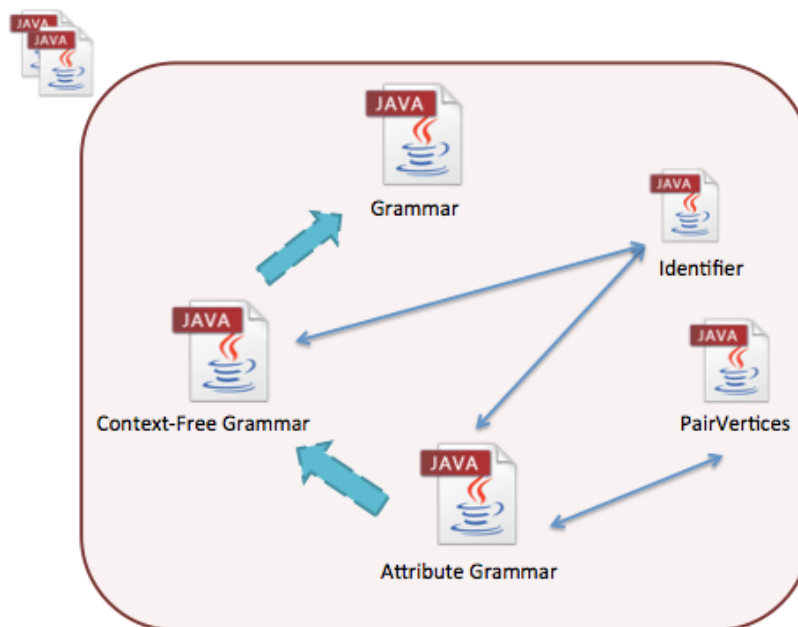 JAVA
JAVA
JAVA
Grammar
JAVA
Identifier
JAVA
Context-Free Grammar
JAVA
PairVertices
JAVA
Attribute Grammar